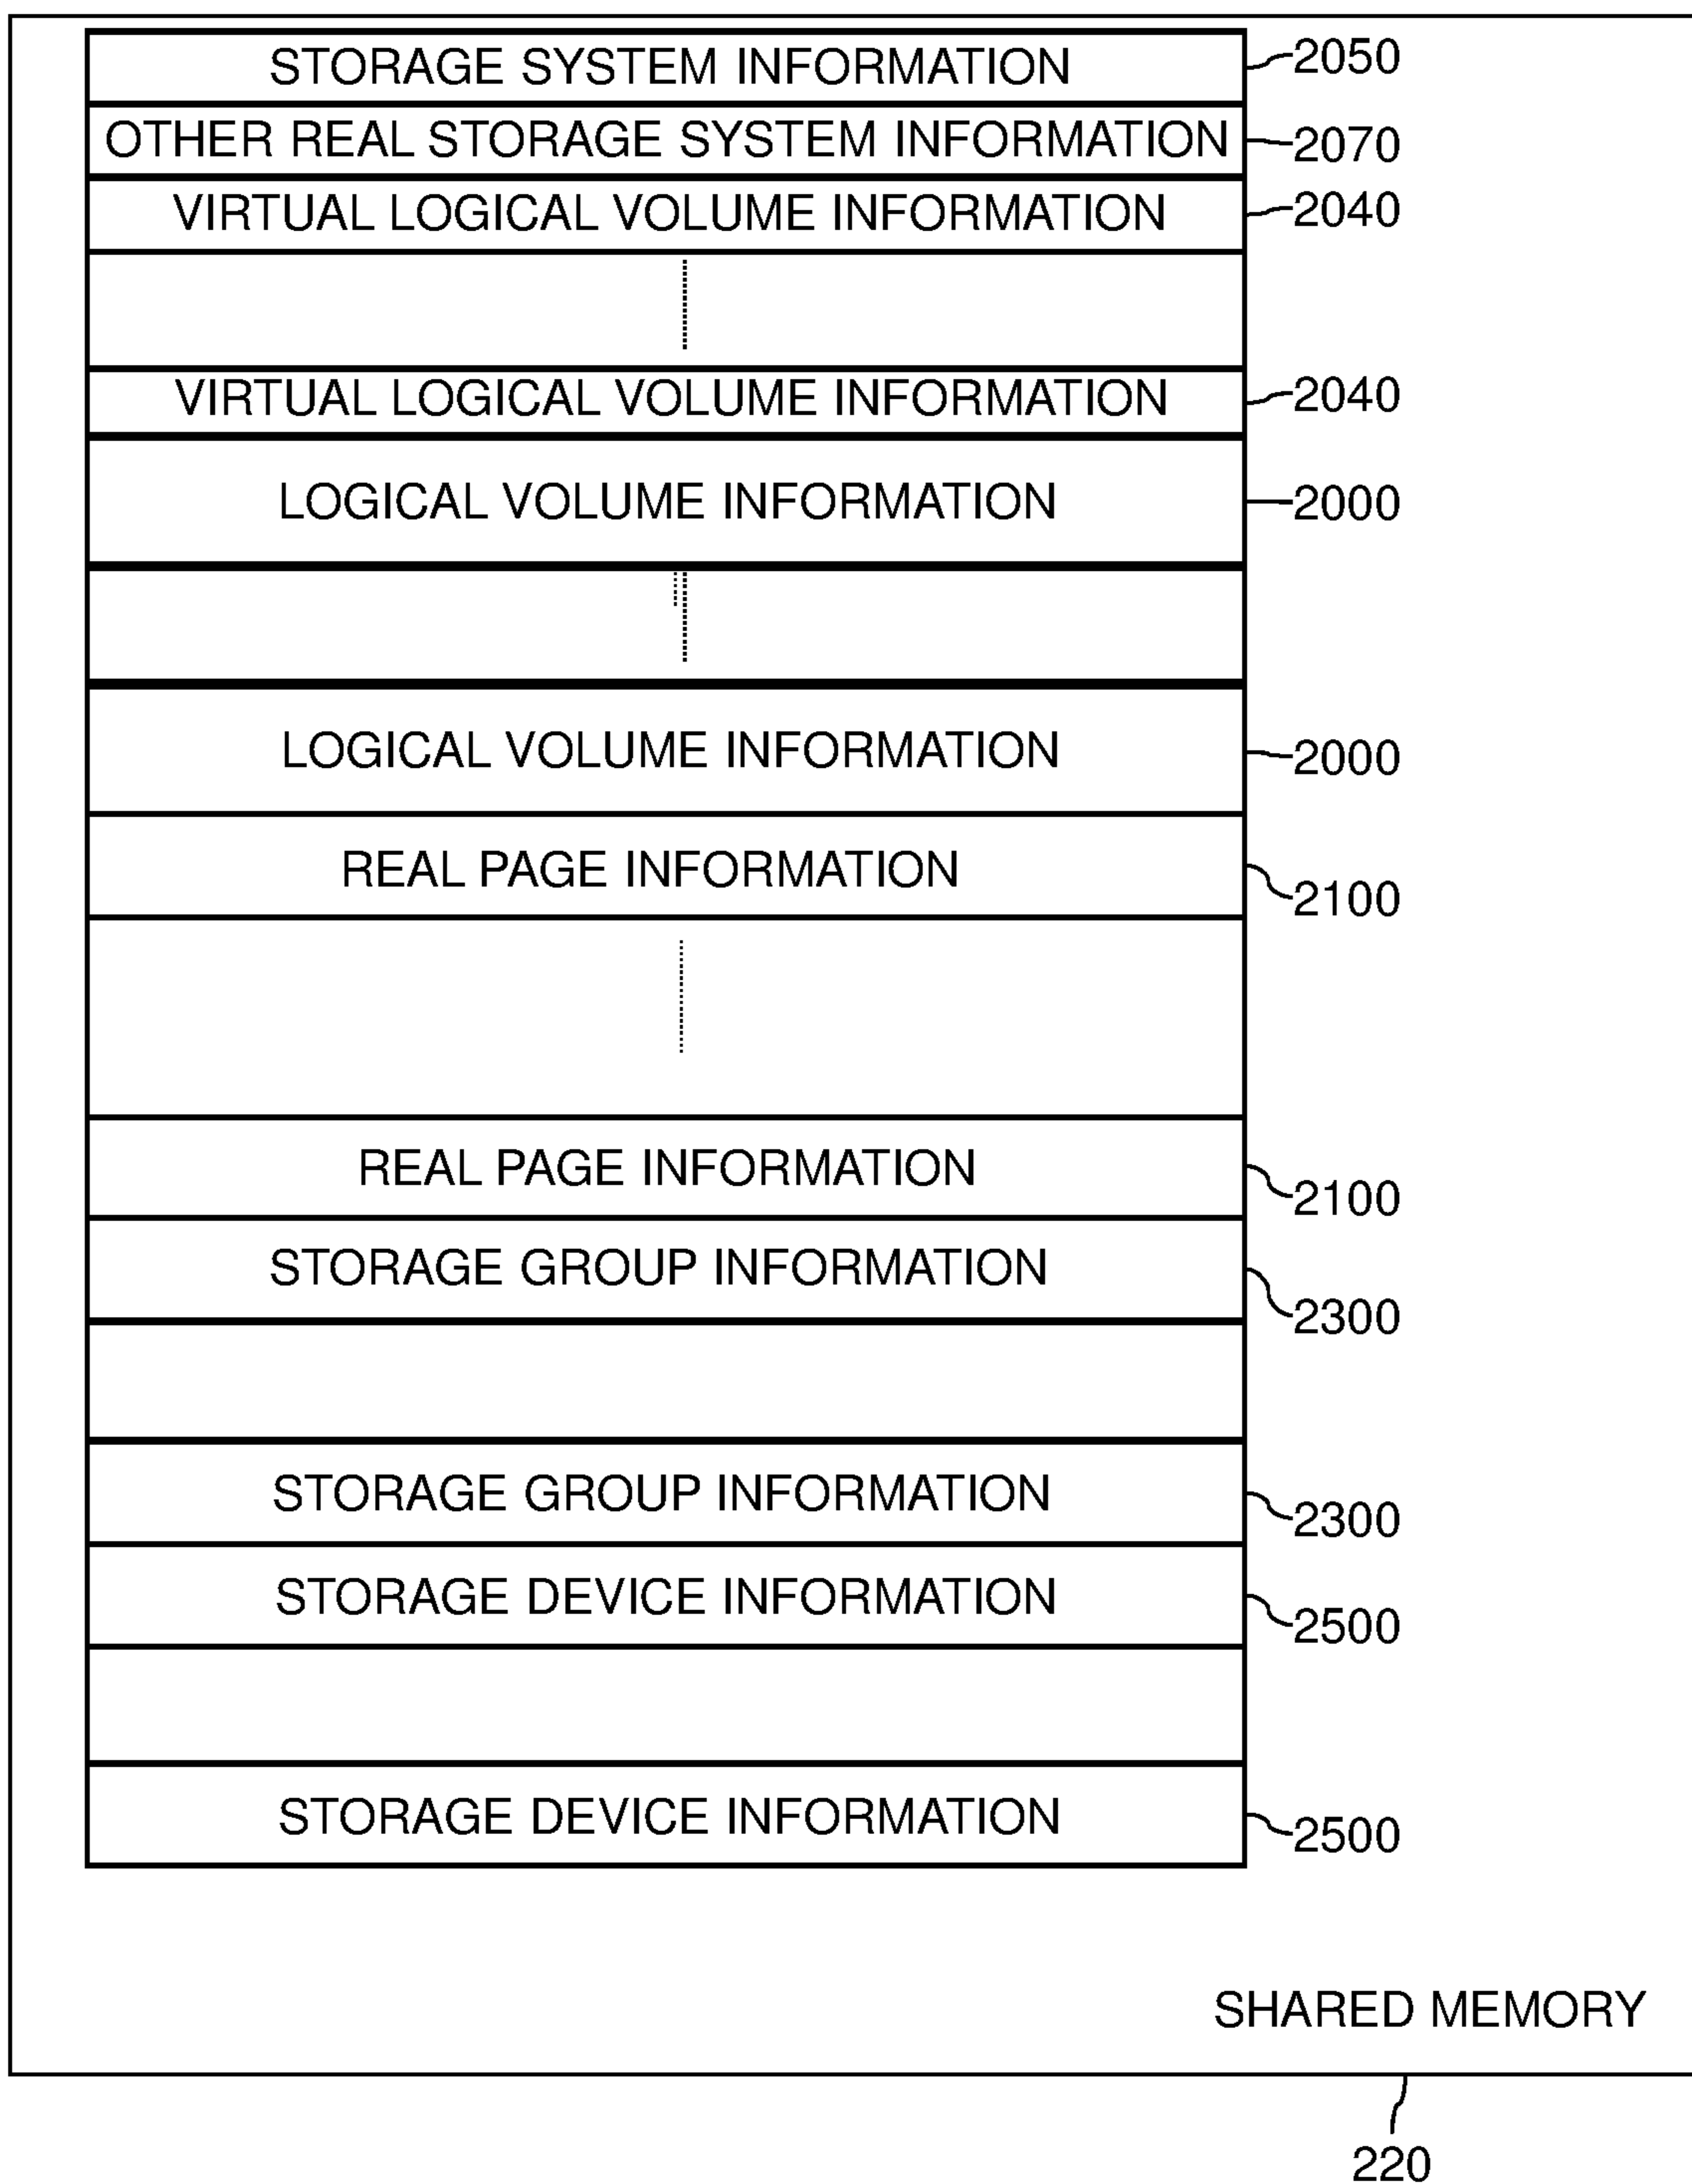 STORAGE SYSTEM INFORMATION 2050
OTHER REAL STORAGE SYSTEM INFORMATION 2070
VIRTUAL LOGICAL VOLUME INFORMATION 2040
VIRTUAL LOGICAL VOLUME INFORMATION 2040
LOGICAL VOLUME INFORMATION 2000
LOGICAL VOLUME INFORMATION 2000
REAL PAGE INFORMATION 2100
REAL PAGE INFORMATION 2100
STORAGE GROUP INFORMATION 2300
STORAGE GROUP INFORMATION 2300
STORAGE DEVICE INFORMATION 2500
STORAGE DEVICE INFORMATION 2500
SHARED MEMORY
220